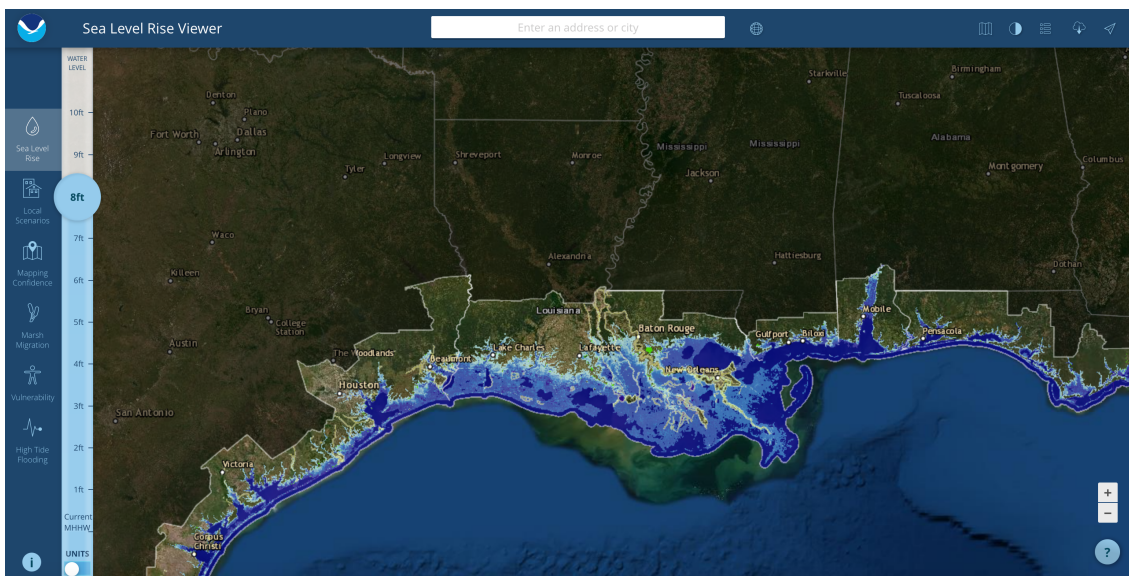 Sea Level Rise Viewer
Enter an address or city
WATER
LEVEL
10ft
9ft
8ft
7ft
6ft
5ft
4ft
3ft
2ft
1ft
Current
MHHW
UNITS
Sea Level
Rise
Local
Scenarios
Mapping
Confidence
Marsh
Migration
Vulnerability
High Tide
Flooding
i
Denton
Plano
Fort Worth
Dallas
Arlington
Tyler
Longview
Shreveport
Monroe
Mississippi
Mississippi
Jackson
Starkville
Birmingham
Tuscaloosa
Alabama
Montgomery
Columbus
Waco
Killeen
Bryan
College
Station
Austin
The Woodlands
Alexandria
Hattiesburg
Dothan
Louisiana
Baton Rouge
Gulfport
Biloxi
Mobile
Pensacola
Beaumont
Lake Charles
Lafayette
New Orleans
Houston
San Antonio
Victoria
Corpus
Christi
+
−
?